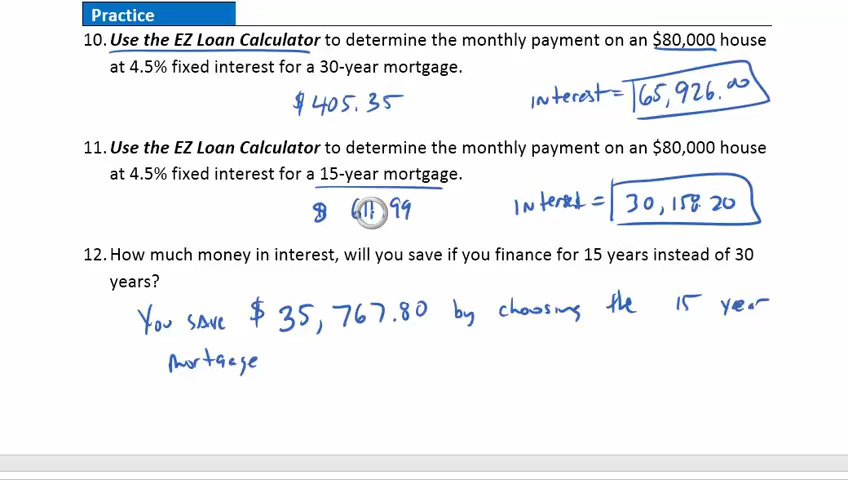 Practice
10. Use the EZ Loan Calculator to determine the monthly payment on an $80,000 house
at 4.5% fixed interest for a 30-year mortgage.
$405.35 Interest = 65,926.00
11. Use the EZ Loan Calculator to determine the monthly payment on an $80,000 house
at 4.5% fixed interest for a 15-year mortgage.
$ 611.99 Interest = 30,158.20
12. How much money in interest, will you save if you finance for 15 years instead of 30
years?
You save $35,767.80 by choosing the 15 year
mortgage